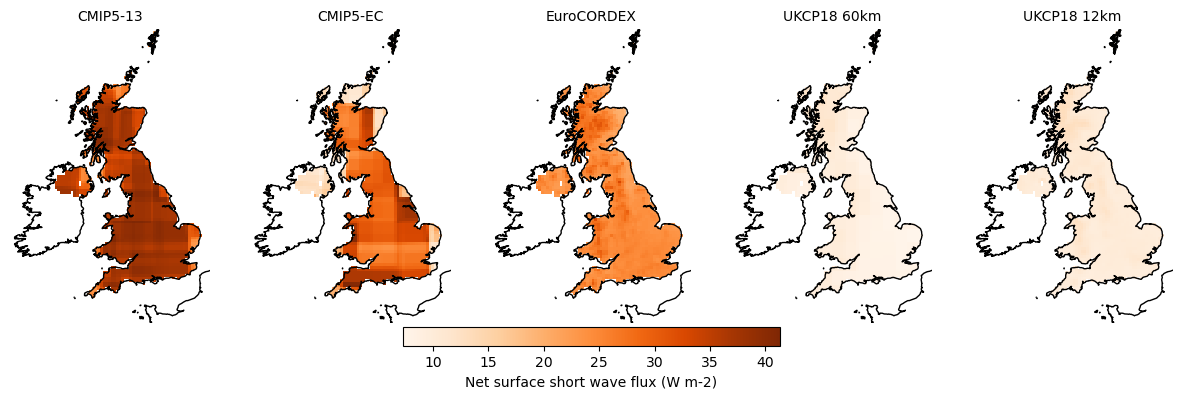 CMIP5-13
CMIP5-EC
EuroCORDEX
UKCP18 60km
UKCP18 12km
10 15 20 25 30 35 40
Net surface short wave flux (W m-2)